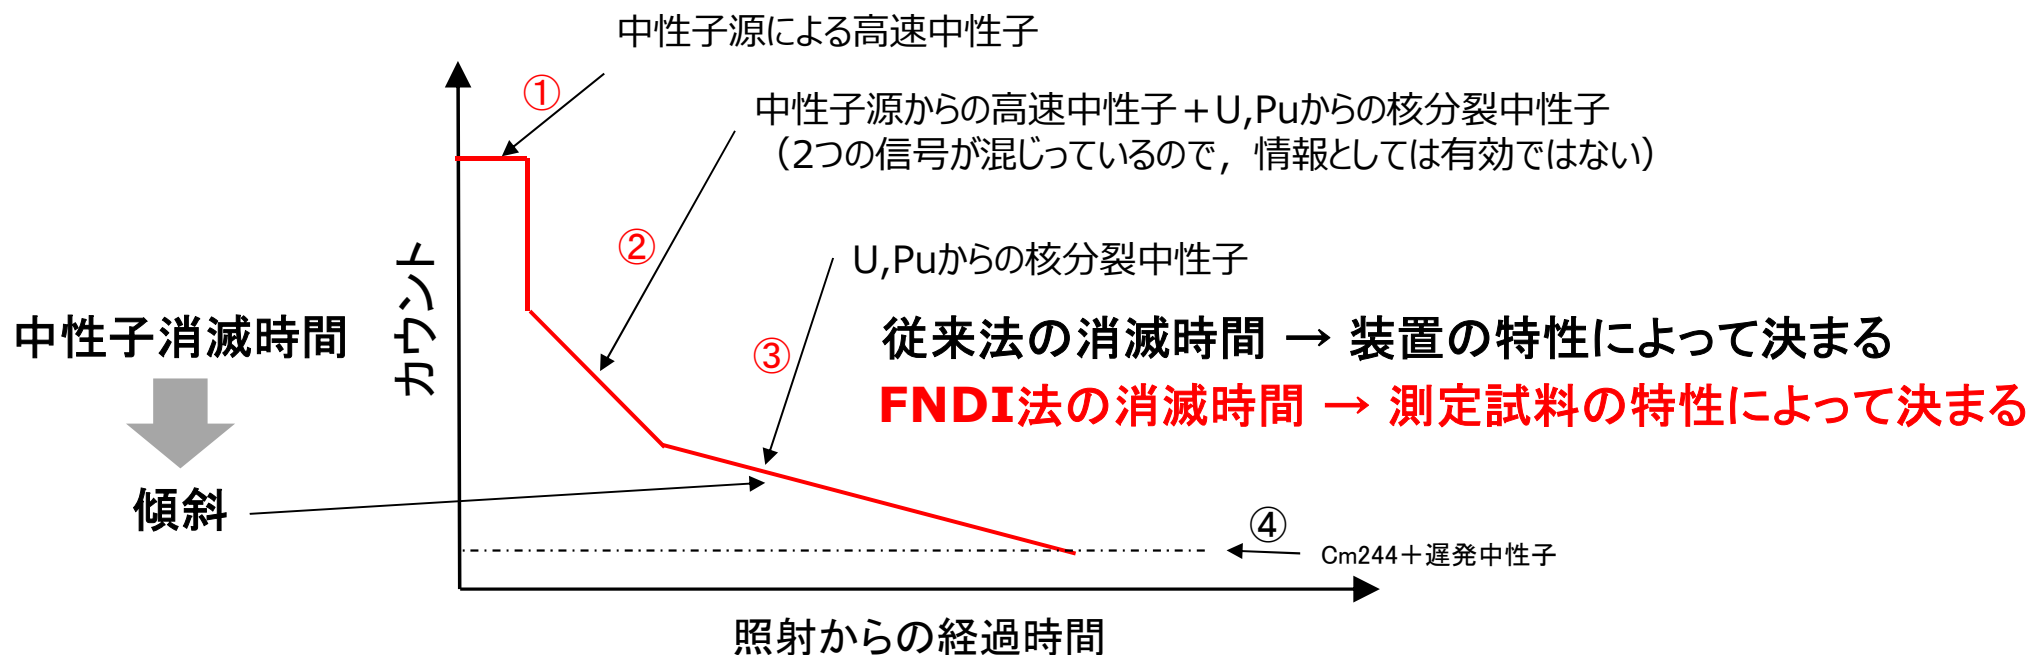 中性子源による高速中性子
①
中性子源からの高速中性子＋U,Puからの核分裂中性子
（2つの信号が混じっているので，情報としては有効ではない）
②
U,Puからの核分裂中性子
カウント
中性子消滅時間
従来法の消滅時間 → 装置の特性によって決まる
③
FNDI法の消滅時間 → 測定試料の特性によって決まる
傾斜
④
Cm244＋遅発中性子
照射からの経過時間